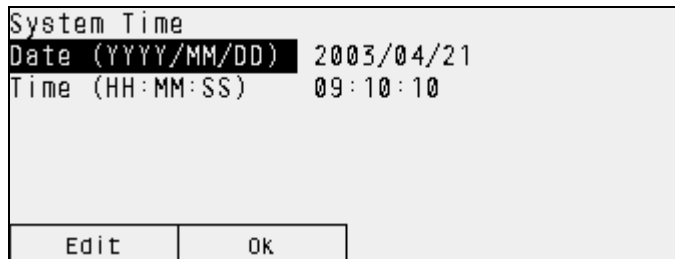 System Time
Date (YYYY/MM/DD) 2003/04/21
Time (HH:MM:SS) 09:10:10
Edit Ok